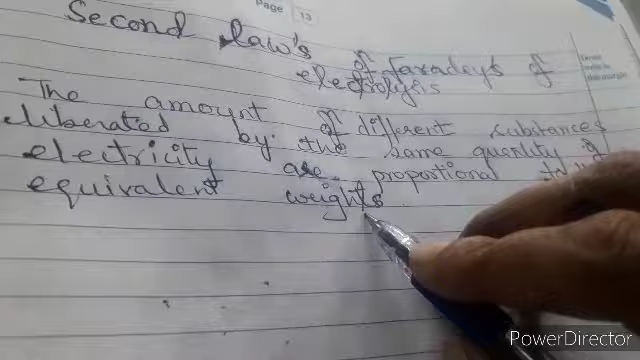 Page 13
Second law's of faradays of
electrolysis
The amount of different substances
liberated by the same quantity of
electricity are proportional to
equivalent weights
PowerDirector